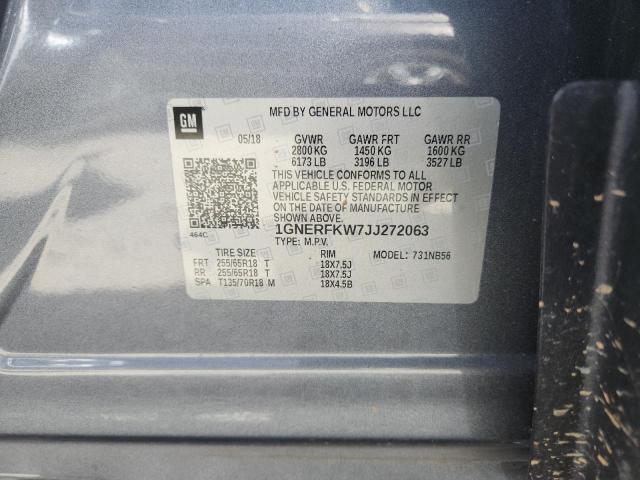 GM
MFD BY GENERAL MOTORS LLC
05/18 GVWR GAWR FRT GAWR RR
2800 KG 1450 KG 1600 KG
6173 LB 3196 LB 3527 LB
THIS VEHICLE CONFORMS TO ALL
APPLICABLE U.S. FEDERAL MOTOR
VEHICLE SAFETY STANDARDS IN EFFECT
ON THE DATE OF MANUFACTURE
SHOWN ABOVE.
464C 1GNERFKW7JJ272063
TYPE: M.P.V.
TIRE SIZE RIM MODEL: 731NB56
FRT 255/65R18 T 18X7.5J
RR 255/65R18 T 18X7.5J
SPA T135/70R18 M 18X4.5B